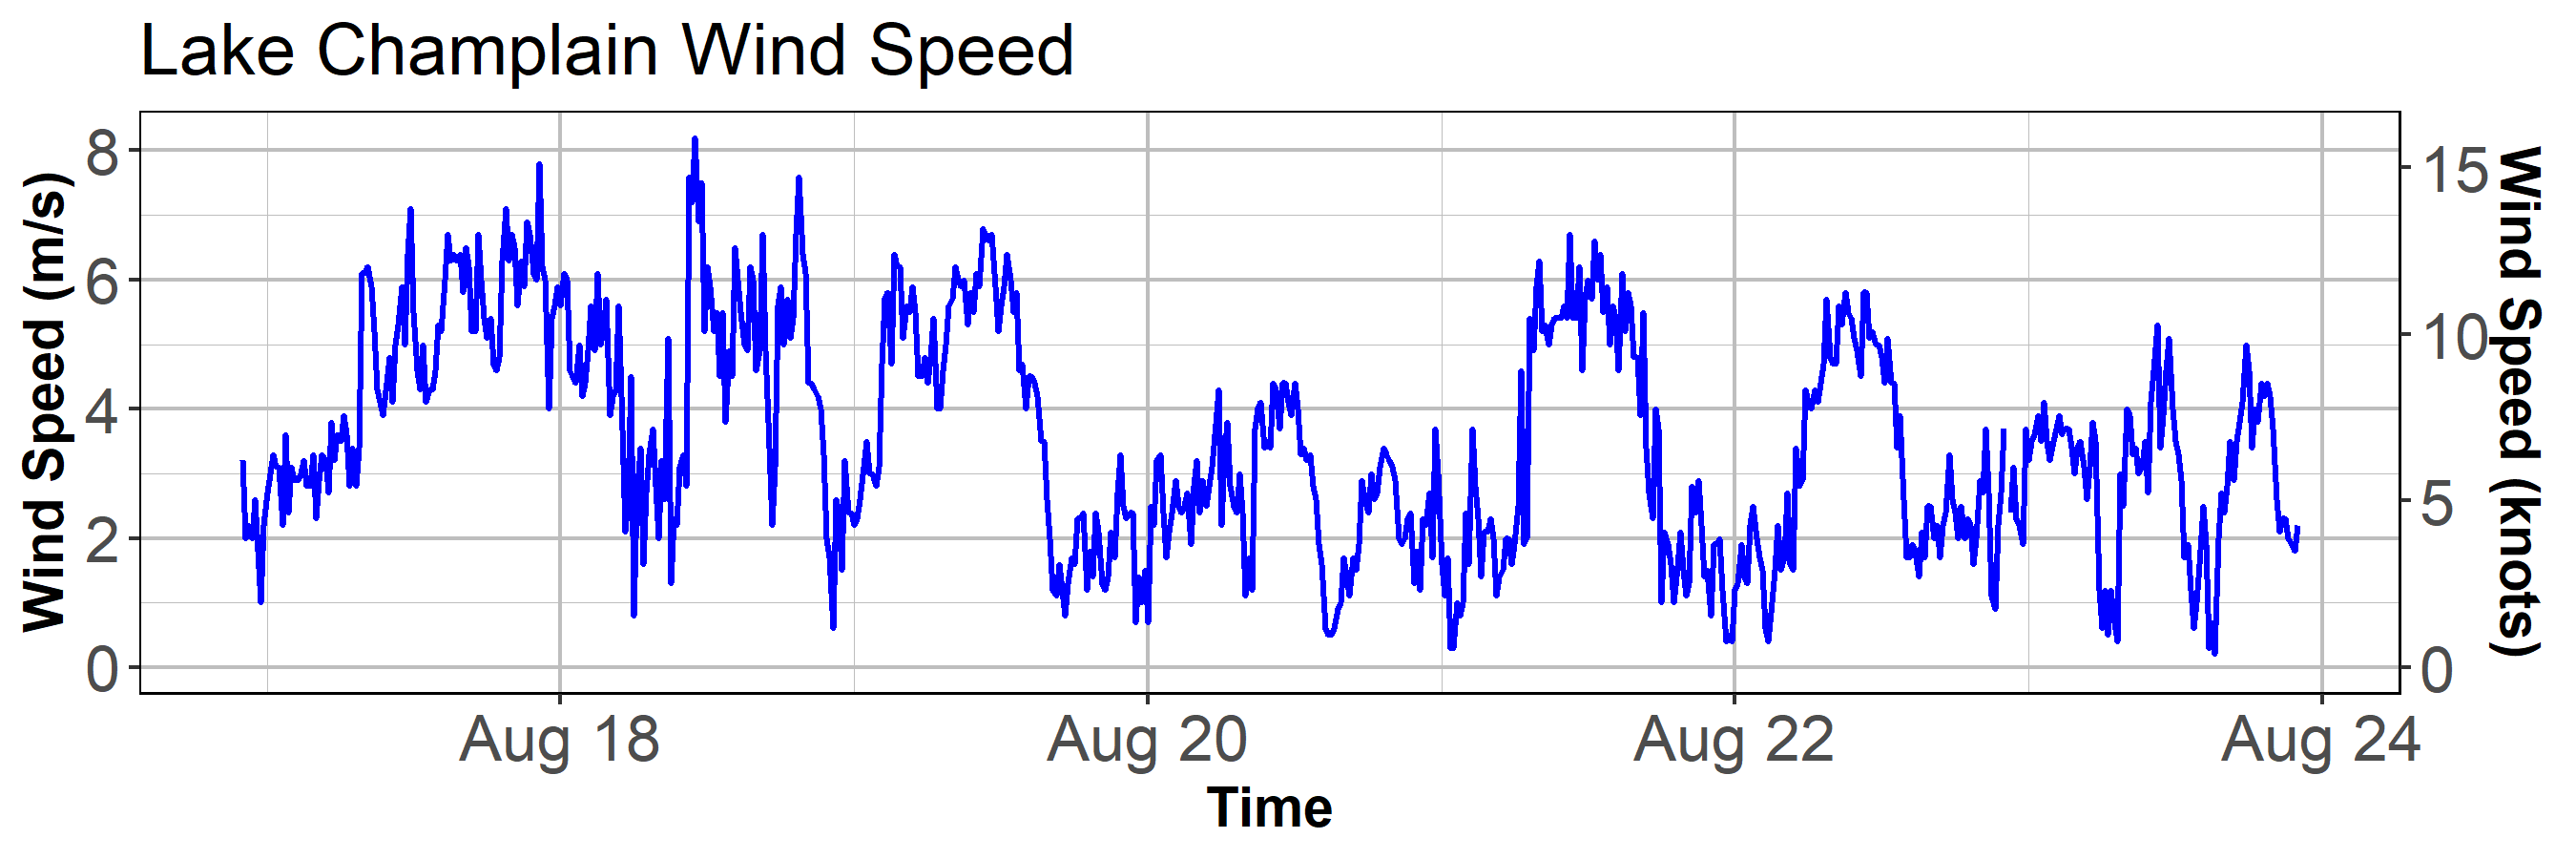 Lake Champlain Wind Speed
Wind Speed (m/s)
8
6
4
2
0
15
10
5
0
Wind Speed (knots)
Aug 18
Aug 20
Aug 22
Aug 24
Time